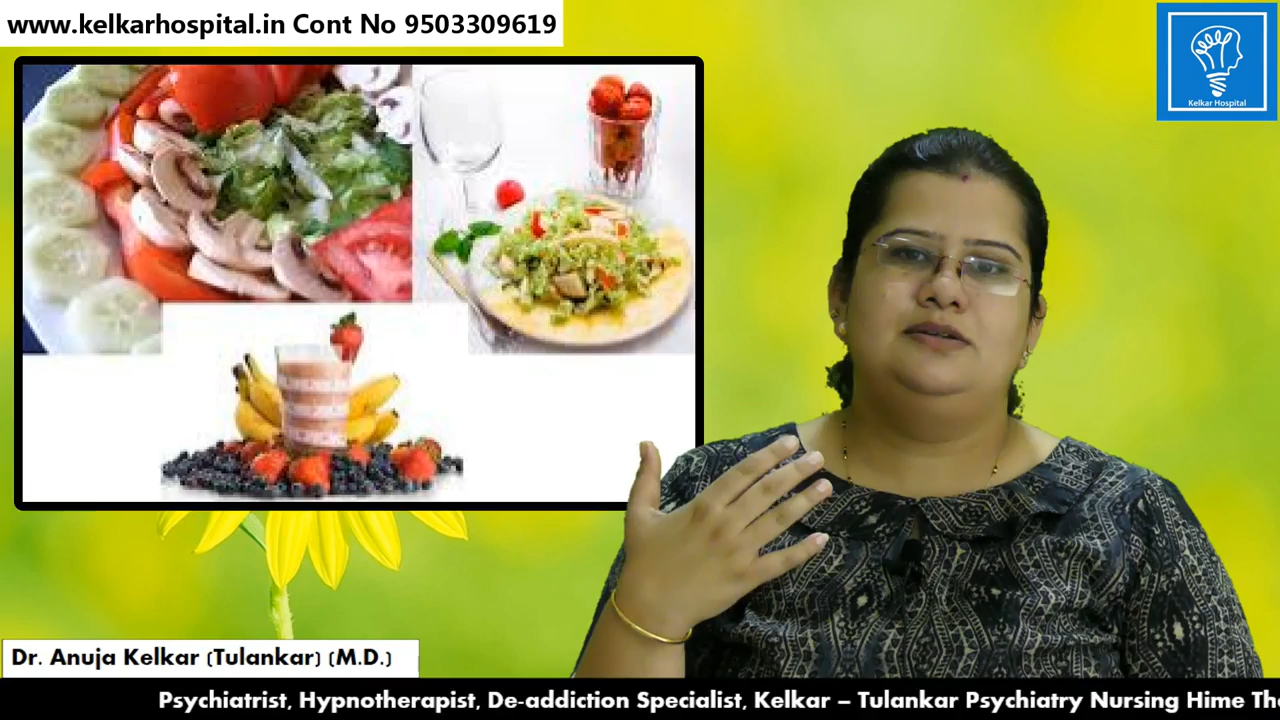 www.kelkarhospital.in Cont No 9503309619
Kelkar Hospital
Dr. Anuja Kelkar (Tulankar) (M.D.)
Psychiatrist, Hypnotherapist, De-addiction Specialist, Kelkar – Tulankar Psychiatry Nursing Hime Th